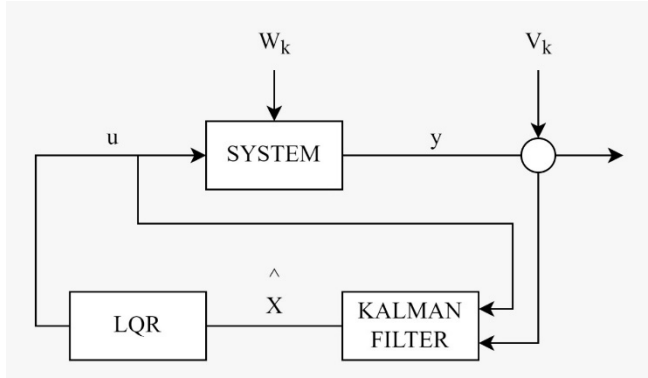 W_k
V_k
u
SYSTEM
y
^
X
LQR
KALMAN
FILTER